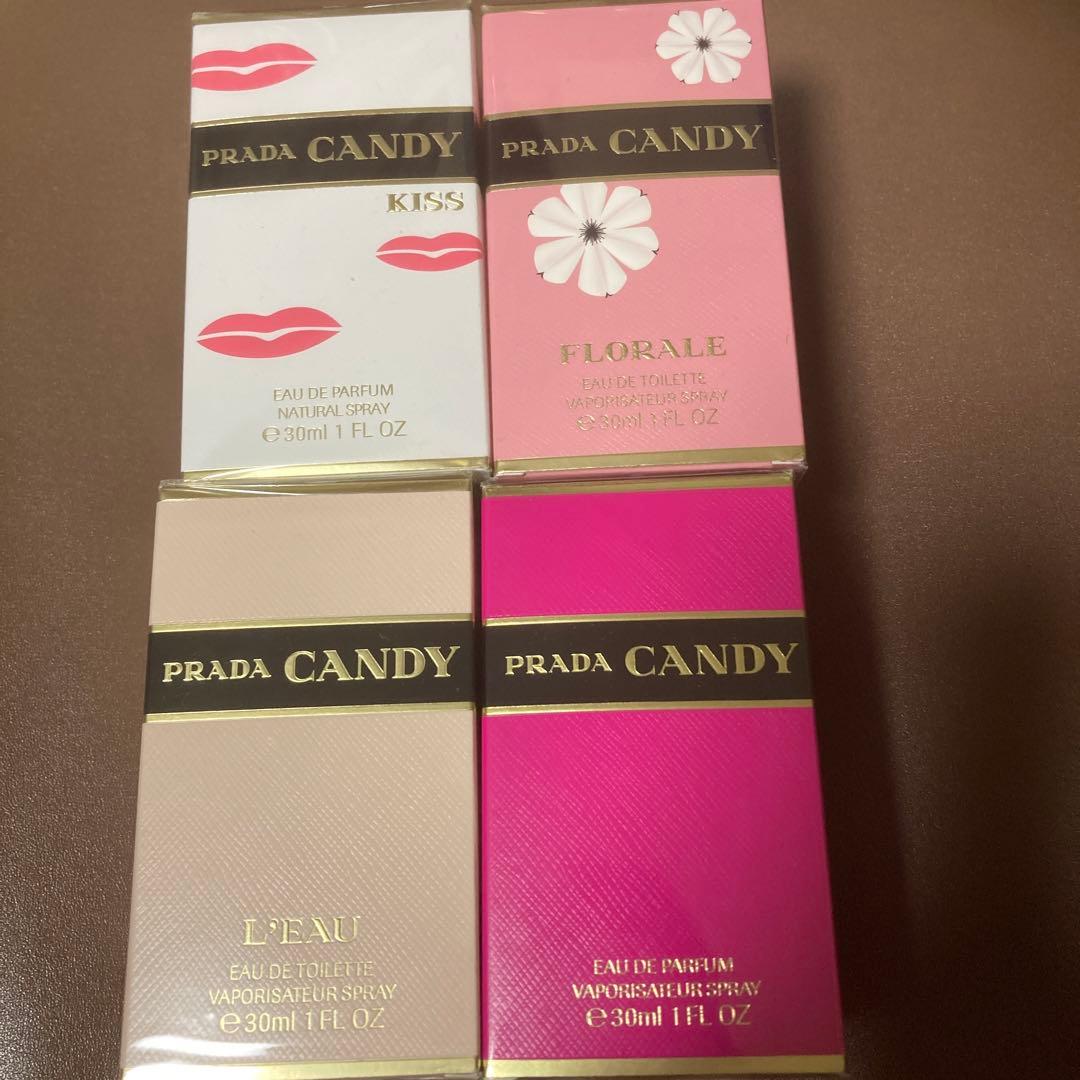 PRADA CANDY
KISS
EAU DE PARFUM
NATURAL SPRAY
e 30ml 1 FL OZ
PRADA CANDY
FLORALE
EAU DE TOILETTE
VAPORISATEUR SPRAY
e 30ml 1 FL OZ
PRADA CANDY
L'EAU
EAU DE TOILETTE
VAPORISATEUR SPRAY
e 30ml 1 FL OZ
PRADA CANDY
EAU DE PARFUM
VAPORISATEUR SPRAY
e 30ml 1 FL OZ